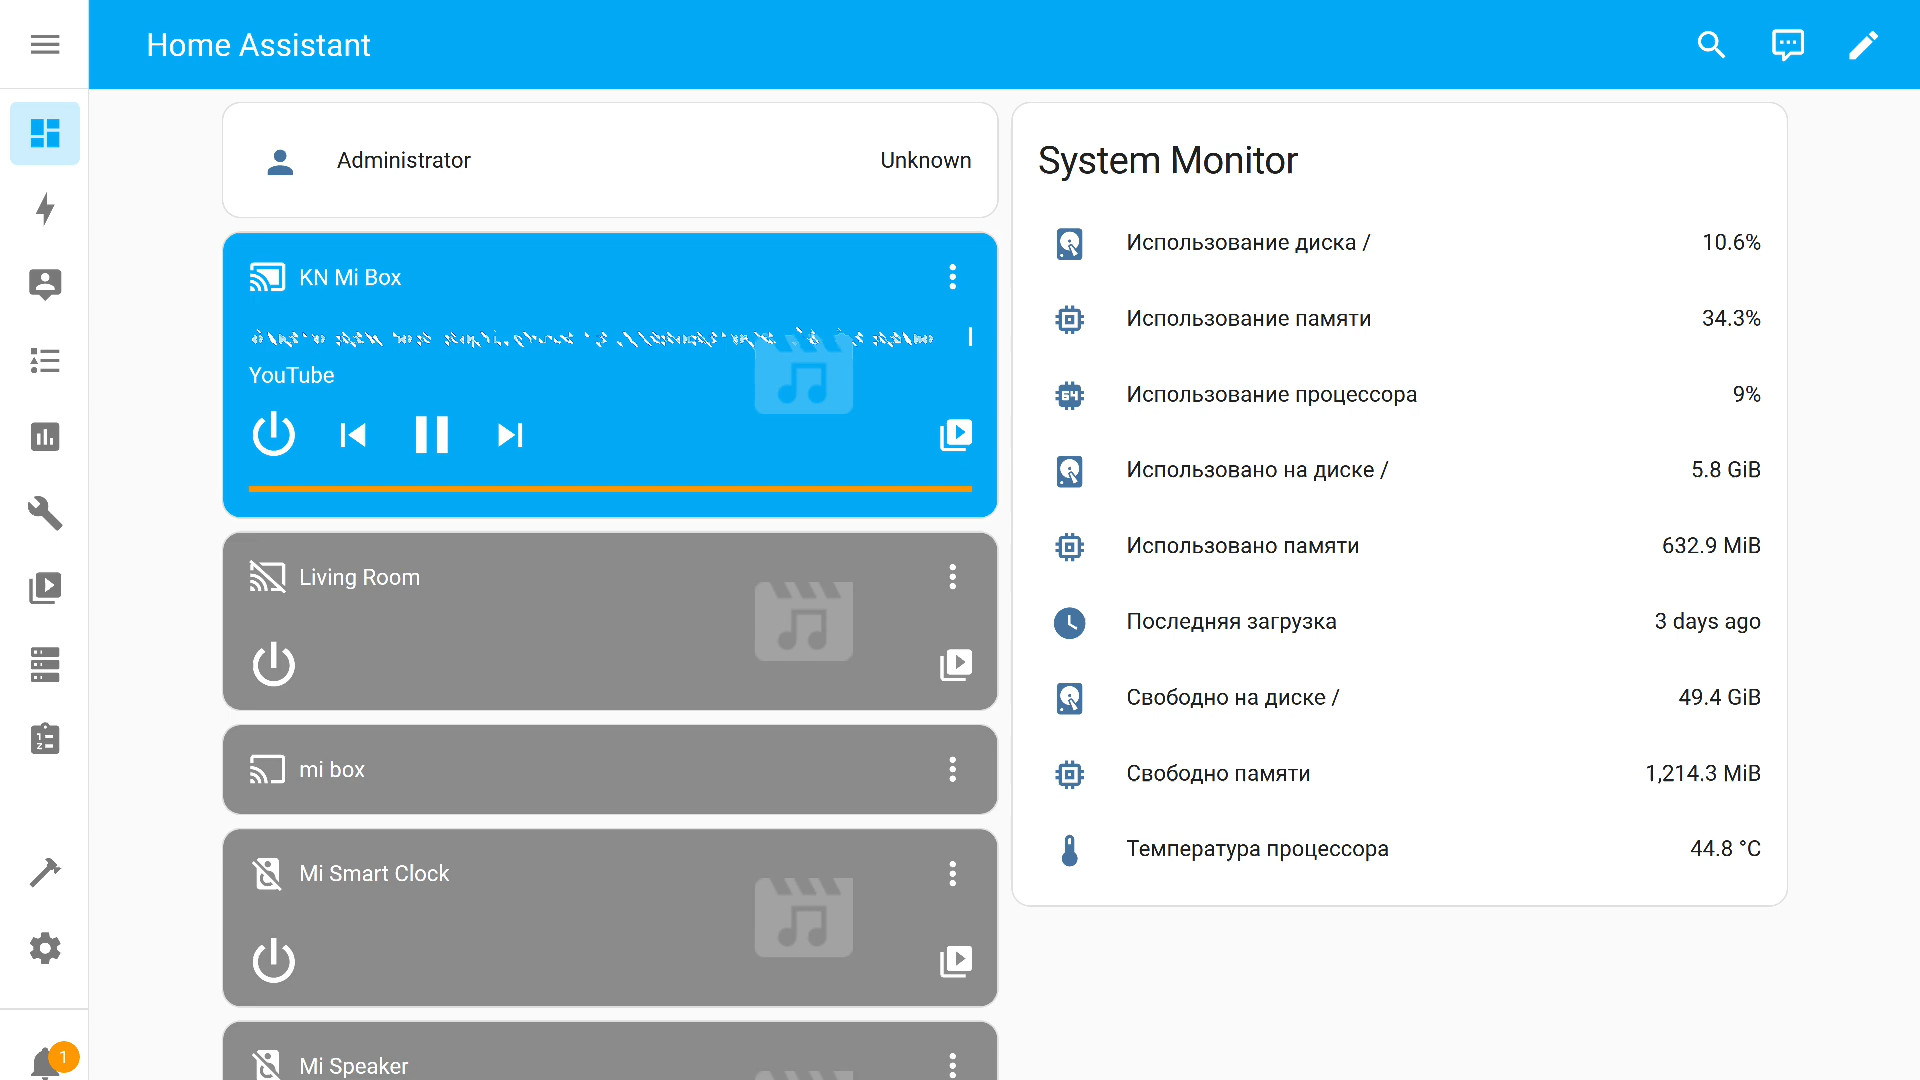 Home Assistant
Administrator
Unknown
KN Mi Box
YouTube
Living Room
mi box
Mi Smart Clock
Mi Speaker
System Monitor
Использование диска /
10.6%
Использование памяти
34.3%
64
Использование процессора
9%
Использовано на диске /
5.8 GiB
Использовано памяти
632.9 MiB
Последняя загрузка
3 days ago
Свободно на диске /
49.4 GiB
Свободно памяти
1,214.3 MiB
Температура процессора
44.8 °C
1